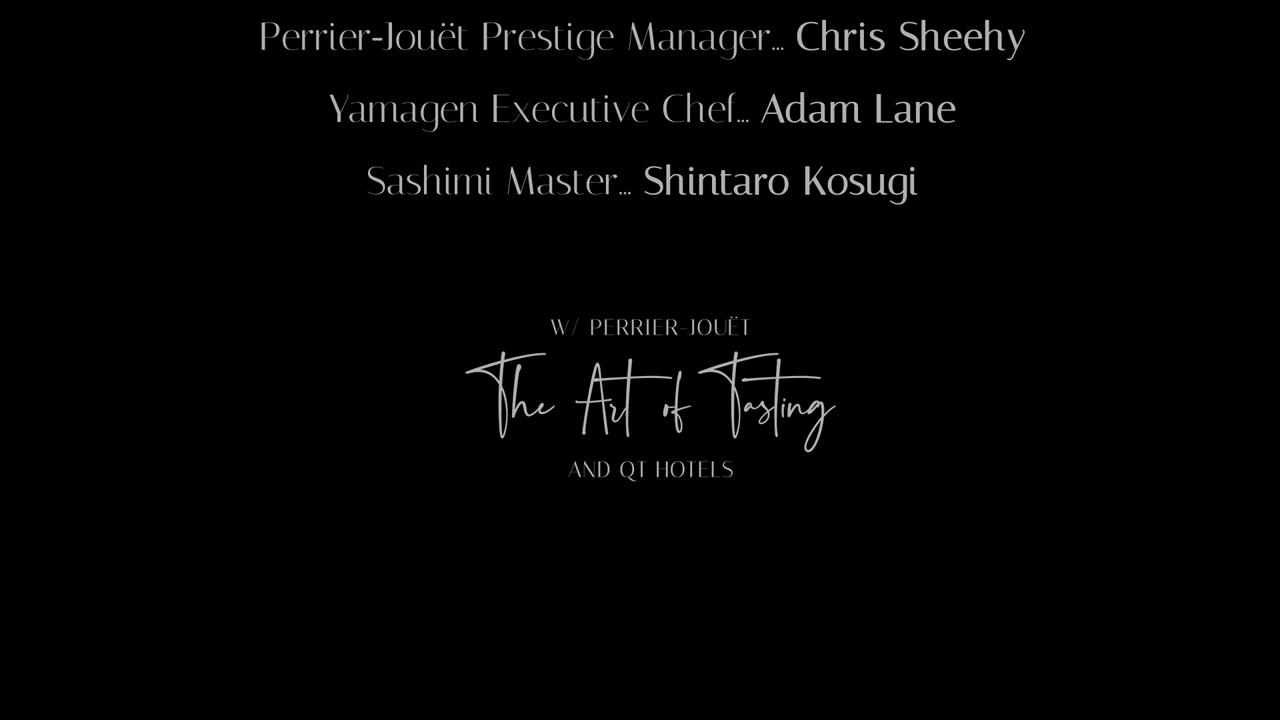 Perrier-Jouët Prestige Manager... Chris Sheehy
Yamagen Executive Chef... Adam Lane
Sashimi Master... Shintaro Kosugi
W/ PERRIER-JOUËT
The Art of Tasting
AND QT HOTELS